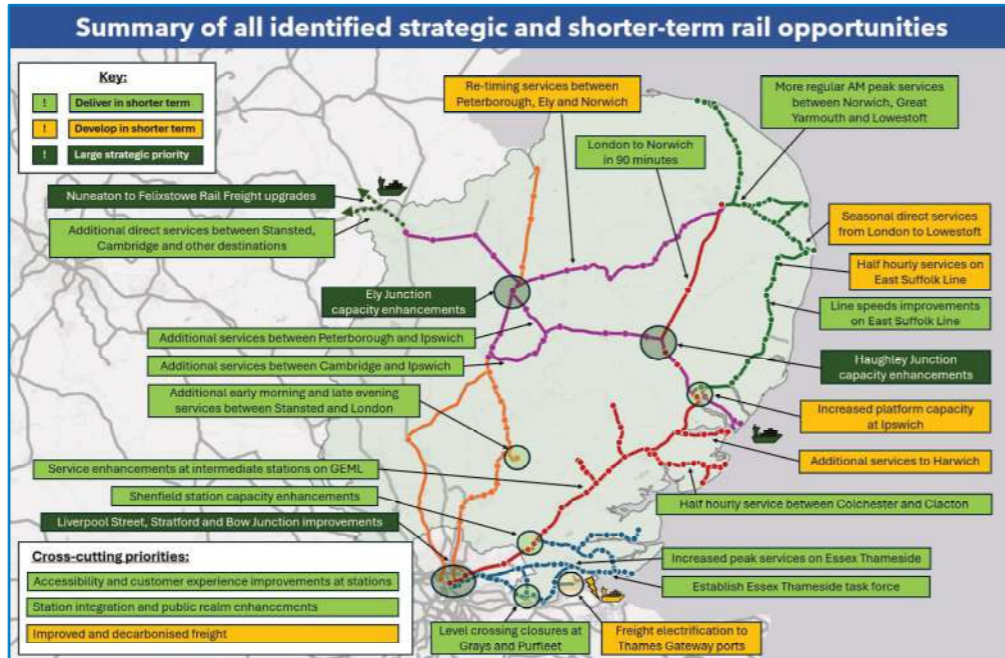 Summary of all identified strategic and shorter-term rail opportunities
Key:
! Deliver in shorter term
! Develop in shorter term
! Large strategic priority
Re-timing services between
Peterborough, Ely and Norwich
More regular AM peak services
between Norwich, Great
Yarmouth and Lowestoft
London to Norwich
in 90 minutes
Nuneaton to Felixstowe Rail Freight upgrades
Additional direct services between Stansted,
Cambridge and other destinations
Seasonal direct services
from London to Lowestoft
Half hourly services on
East Suffolk Line
Ely Junction
capacity enhancements
Line speeds improvements
on East Suffolk Line
Additional services between Peterborough and Ipswich
Haughley Junction
capacity enhancements
Additional services between Cambridge and Ipswich
Additional early morning and late evening
services between Stansted and London
Increased platform capacity
at Ipswich
Service enhancements at intermediate stations on GEML
Additional services to Harwich
Shenfield station capacity enhancements
Half hourly service between Colchester and Clacton
Liverpool Street, Stratford and Bow Junction improvements
Cross-cutting priorities:
Accessibility and customer experience improvements at stations
Station integration and public realm enhancements
Improved and decarbonised freight
Increased peak services on Essex Thameside
Establish Essex Thameside task force
Level crossing closures at
Grays and Purfleet
Freight electrification to
Thames Gateway ports